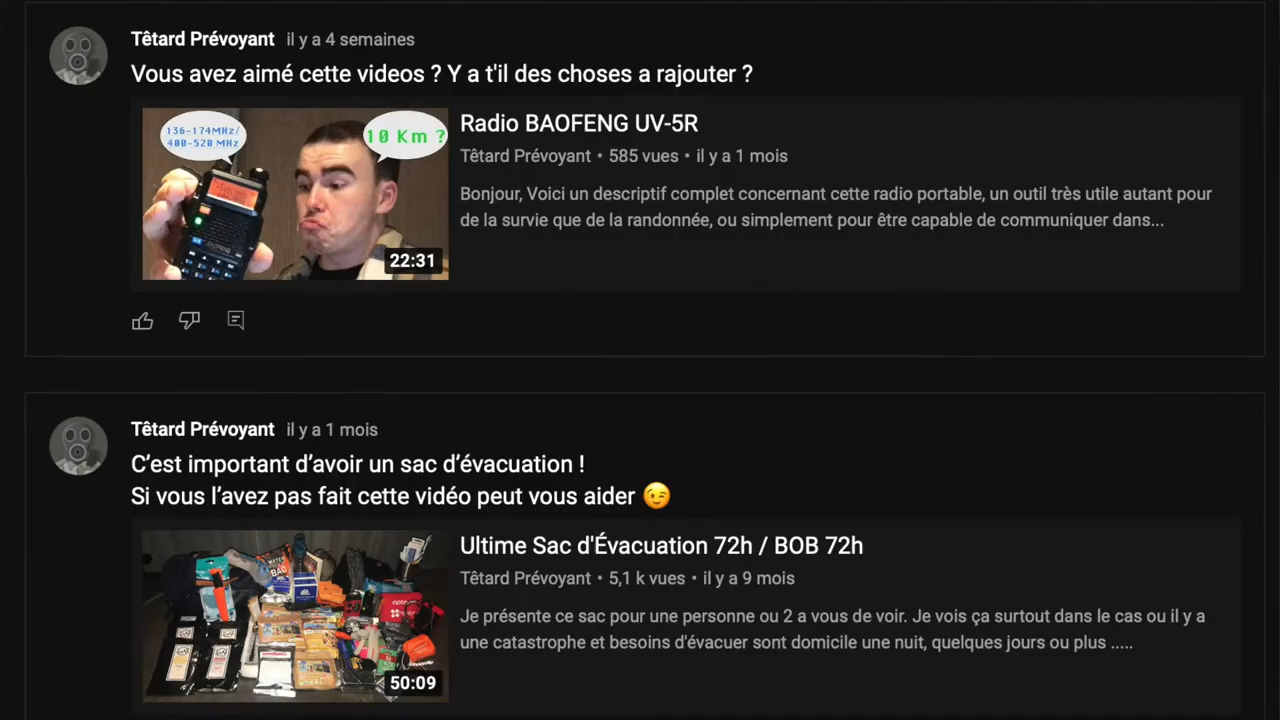 Têtard Prévoyant il y a 4 semaines
Vous avez aimé cette videos ? Y a t'il des choses a rajouter ?
136-174MHz/
400-520 MHz
10 Km ?
BAOFENG
22:31
Radio BAOFENG UV-5R
Têtard Prévoyant • 585 vues • il y a 1 mois
Bonjour, Voici un descriptif complet concernant cette radio portable, un outil très utile autant pour
de la survie que de la randonnée, ou simplement pour être capable de communiquer dans...
Têtard Prévoyant il y a 1 mois
C’est important d’avoir un sac d’évacuation !
Si vous l’avez pas fait cette vidéo peut vous aider 😉
WATER
BAG
50:09
Ultime Sac d'Évacuation 72h / BOB 72h
Têtard Prévoyant • 5,1 k vues • il y a 9 mois
Je présente ce sac pour une personne ou 2 a vous de voir. Je vois ça surtout dans le cas ou il y a
une catastrophe et besoins d'évacuer sont domicile une nuit, quelques jours ou plus .....